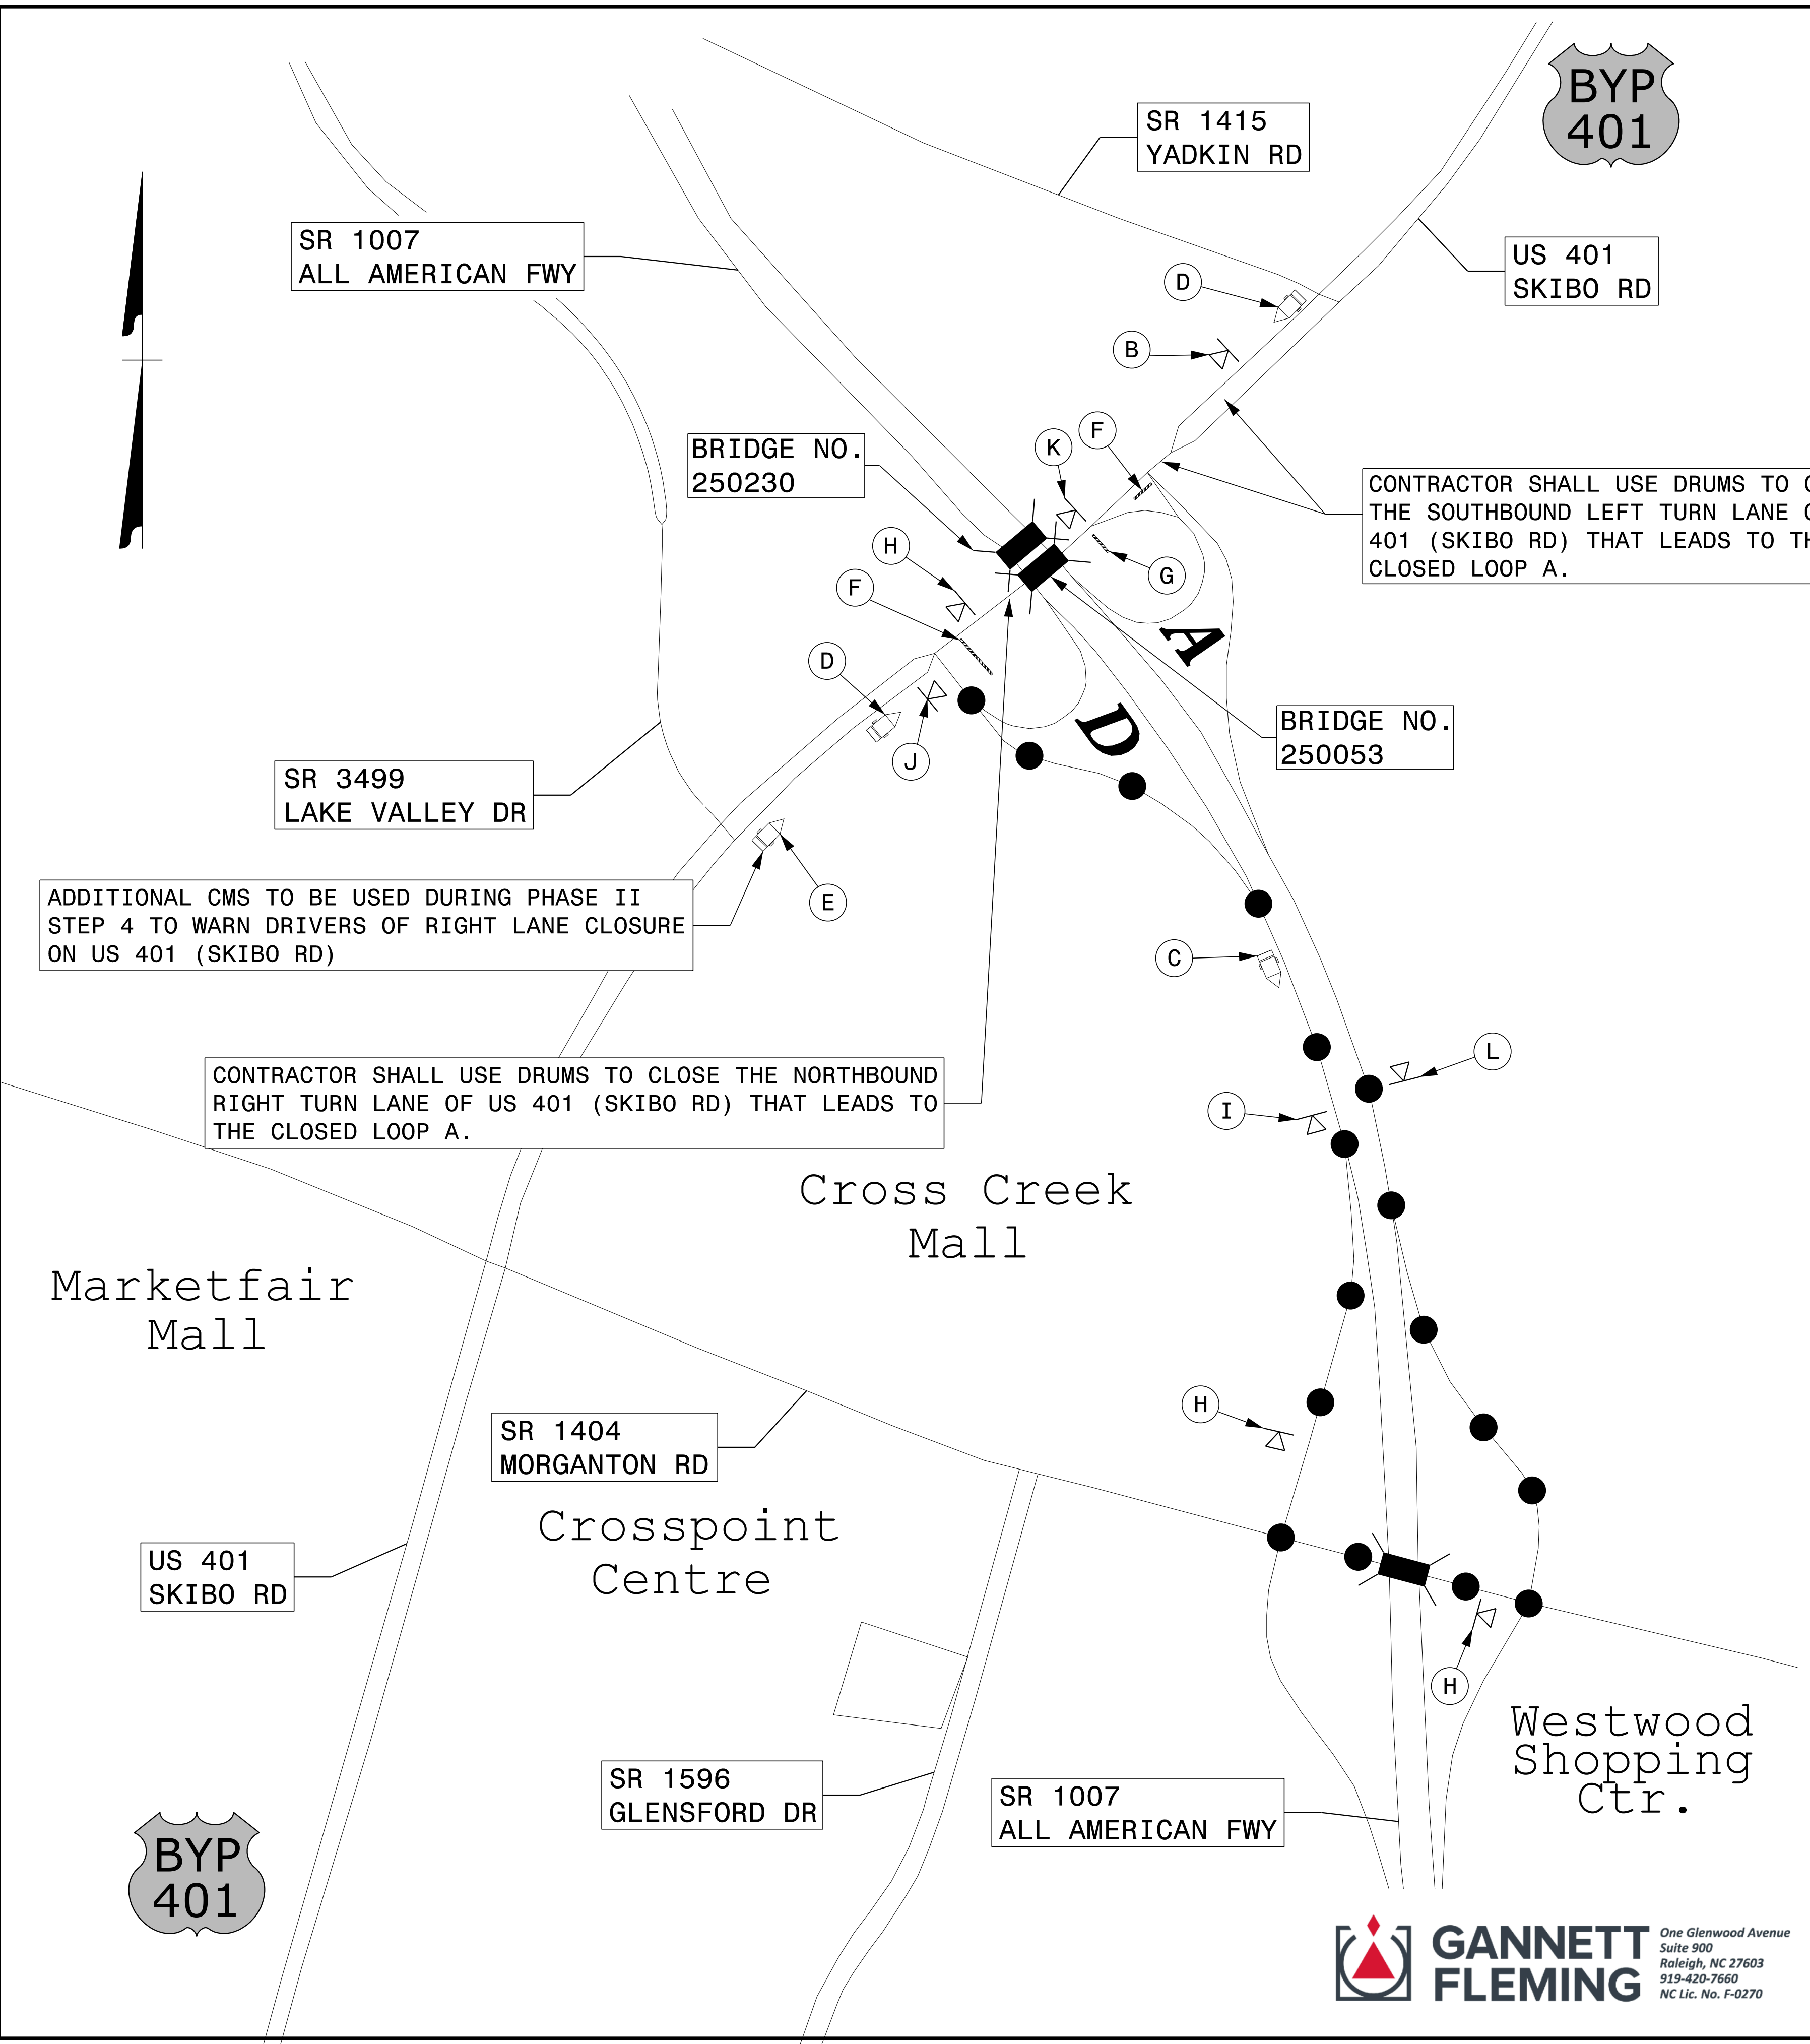 BYP
401
SR 1415
YADKIN RD
SR 1007
ALL AMERICAN FWY
US 401
SKIBO RD
D
B
BRIDGE NO.
250230
K
F
CONTRACTOR SHALL USE DRUMS TO
THE SOUTHBOUND LEFT TURN LANE
401 (SKIBO RD) THAT LEADS TO
CLOSED LOOP A.
H
F
G
A
D
D
J
BRIDGE NO.
250053
SR 3499
LAKE VALLEY DR
E
ADDITIONAL CMS TO BE USED DURING PHASE II
STEP 4 TO WARN DRIVERS OF RIGHT LANE CLOSURE
ON US 401 (SKIBO RD)
C
L
CONTRACTOR SHALL USE DRUMS TO CLOSE THE NORTHBOUND
RIGHT TURN LANE OF US 401 (SKIBO RD) THAT LEADS TO
THE CLOSED LOOP A.
I
Cross Creek
Mall
Marketfair
Mall
H
SR 1404
MORGANTON RD
Crosspoint
Centre
US 401
SKIBO RD
H
Westwood
Shopping
Ctr.
SR 1596
GLENSFORD DR
SR 1007
ALL AMERICAN FWY
BYP
401
GANNETT
FLEMING
One Glenwood Avenue
Suite 900
Raleigh, NC 27603
919-420-7660
NC Lic. No. F-0270